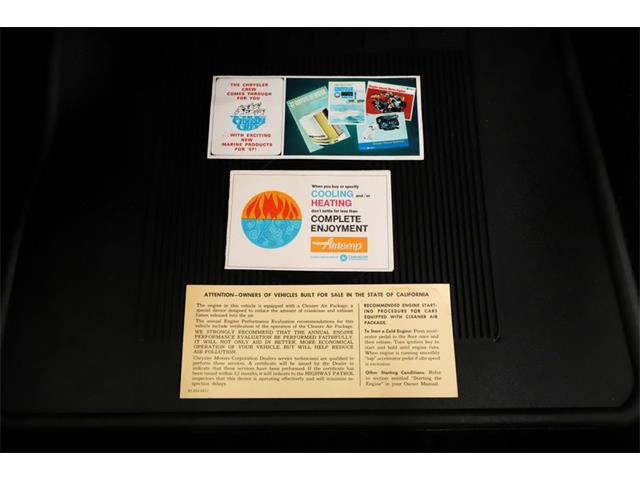 THE CHRYSLER
CREW
COMES THROUGH
FOR YOU
...WITH EXCITING
NEW
MARINE PRODUCTS
FOR '67!
When you buy or specify
COOLING and/or
HEATING
don't settle for less than
COMPLETE
ENJOYMENT
Airtemp
CHRYSLER
ATTENTION—OWNERS OF VEHICLES BUILT FOR SALE IN THE STATE OF CALIFORNIA
The engine in this vehicle is equipped with a Cleaner Air Package, a
special device designed to reduce the amount of crankcase and exhaust
fumes released into the air.
The annual Engine Performance Evaluation recommendations for this
vehicle include verification of the operation of the Cleaner Air Package.
WE STRONGLY RECOMMEND THAT THE ANNUAL ENGINE
PERFORMANCE EVALUATION BE PERFORMED FAITHFULLY.
IT WILL NOT ONLY AID IN BETTER, MORE ECONOMICAL
OPERATION OF YOUR VEHICLE, BUT WILL HELP REDUCE
AIR POLLUTION.
Chrysler Motors Corporation Dealers service technicians are qualified to
perform these services. A certificate will be issued by the Dealer to
indicate that these services have been performed. If the certificate has
been issued within 12 months, it will indicate to the HIGHWAY PATROL
inspectors that this device is operating effectively and will minimize in-
spection delays.
RECOMMENDED ENGINE START-
ING PROCEDURE FOR CARS
EQUIPPED WITH CLEANER AIR
PACKAGE.
To Start a Cold Engine: Press accel-
erator pedal to the floor once and
then release. Turn ignition key to
start and hold until engine runs.
When engine is running smoothly
"tap" accelerator pedal if idle speed
is excessive.
Other Starting Conditions: Refer
to section entitled "Starting the
Engine" in your Owner Manual.